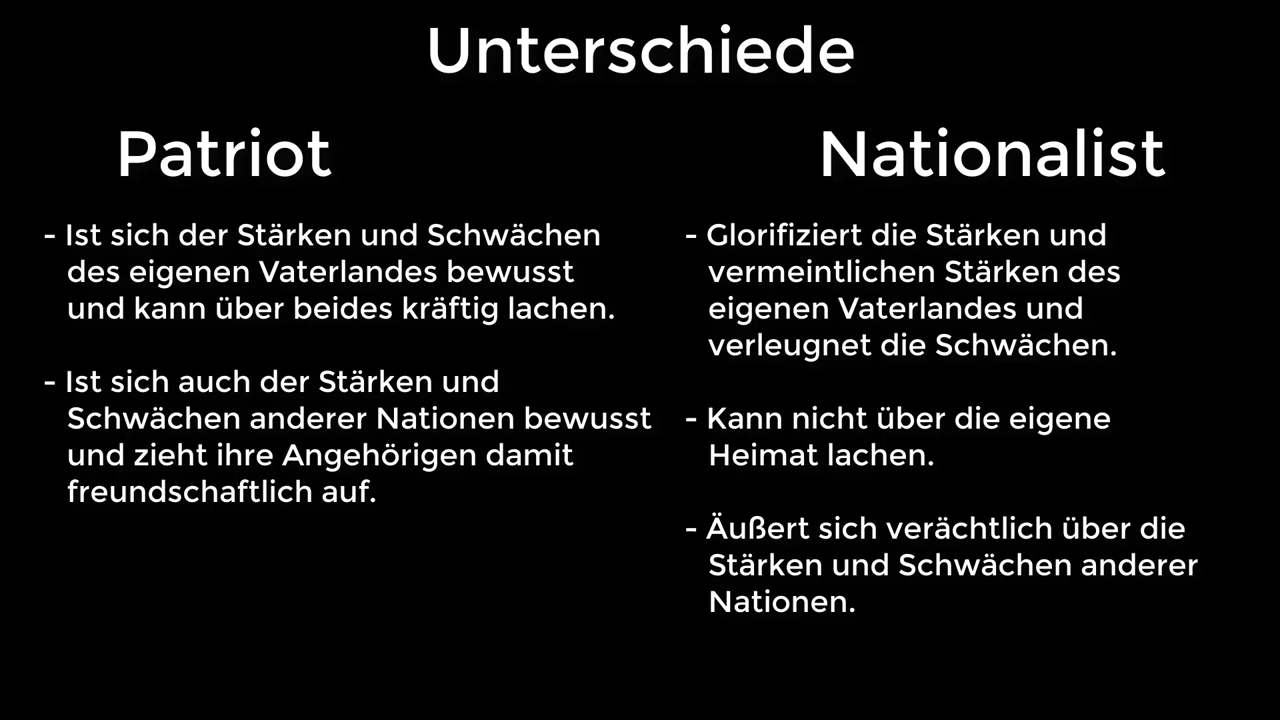 Unterschiede
Patriot
- Ist sich der Stärken und Schwächen
des eigenen Vaterlandes bewusst
und kann über beides kräftig lachen.
- Ist sich auch der Stärken und
Schwächen anderer Nationen bewusst
und zieht ihre Angehörigen damit
freundschaftlich auf.
Nationalist
- Glorifiziert die Stärken und
vermeintlichen Stärken des
eigenen Vaterlandes und
verleugnet die Schwächen.
- Kann nicht über die eigene
Heimat lachen.
- Äußert sich verächtlich über die
Stärken und Schwächen anderer
Nationen.